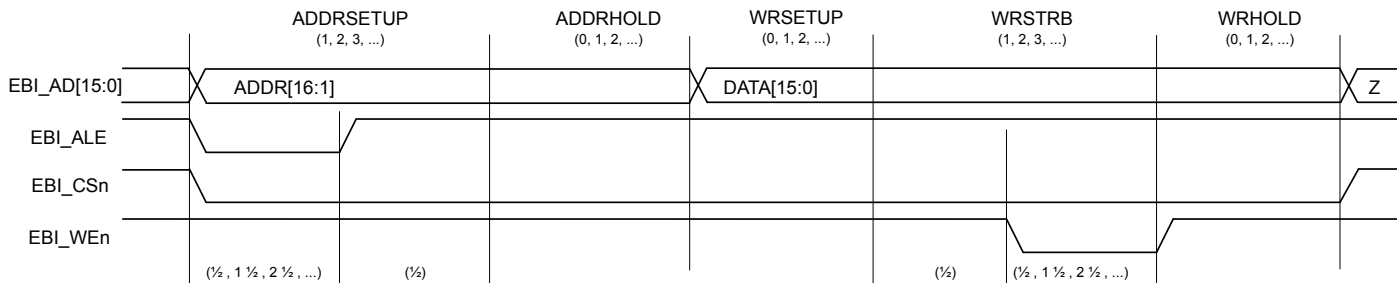 ADDRSETUP ADDRHOLD WRSETUP WRSTRB WRHOLD
(1, 2, 3, ...) (0, 1, 2, ...) (0, 1, 2, ...) (1, 2, 3, ...) (0, 1, 2, ...)
EBI_AD[15:0] ADDR[16:1] DATA[15:0] Z
EBI_ALE
EBI_CSn
EBI_WEn
(½ , 1 ½ , 2 ½ , ...) (½) (½) (½ , 1 ½ , 2 ½ , ...)